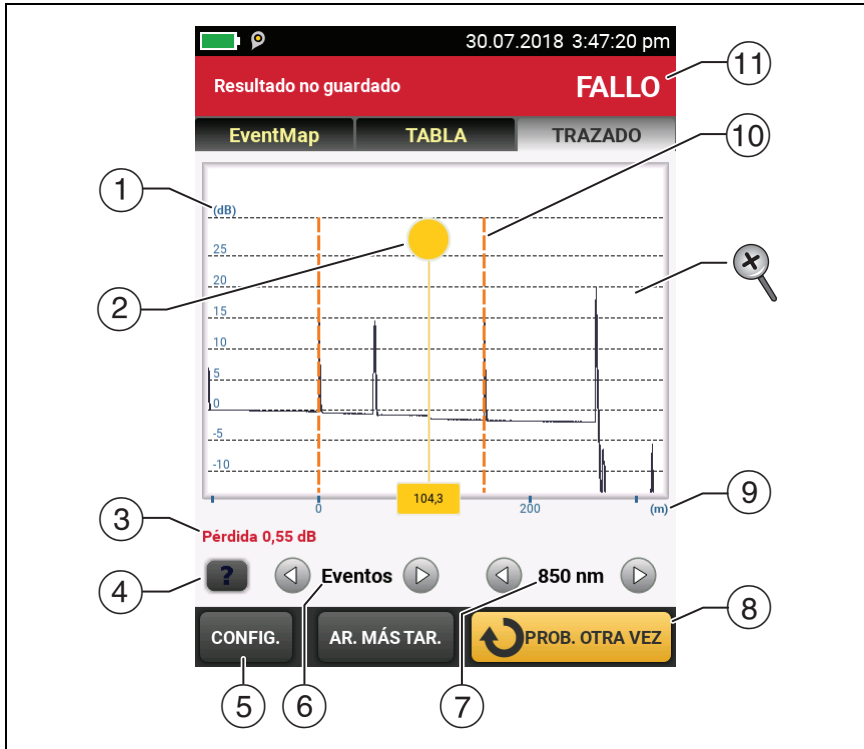 30.07.2018 3:47:20 pm
11
Resultado no guardado
FALLO
EventMap
TABLA
TRAZADO
10
1
(dB)
25
2
20
15
10
5
0
-5
-10
104,3
0
200
(m)
9
3
Pérdida 0,55 dB
4
?
Eventos
850 nm
8
CONFIG.
AR. MÁS TAR.
PROB. OTRA VEZ
5
6
7